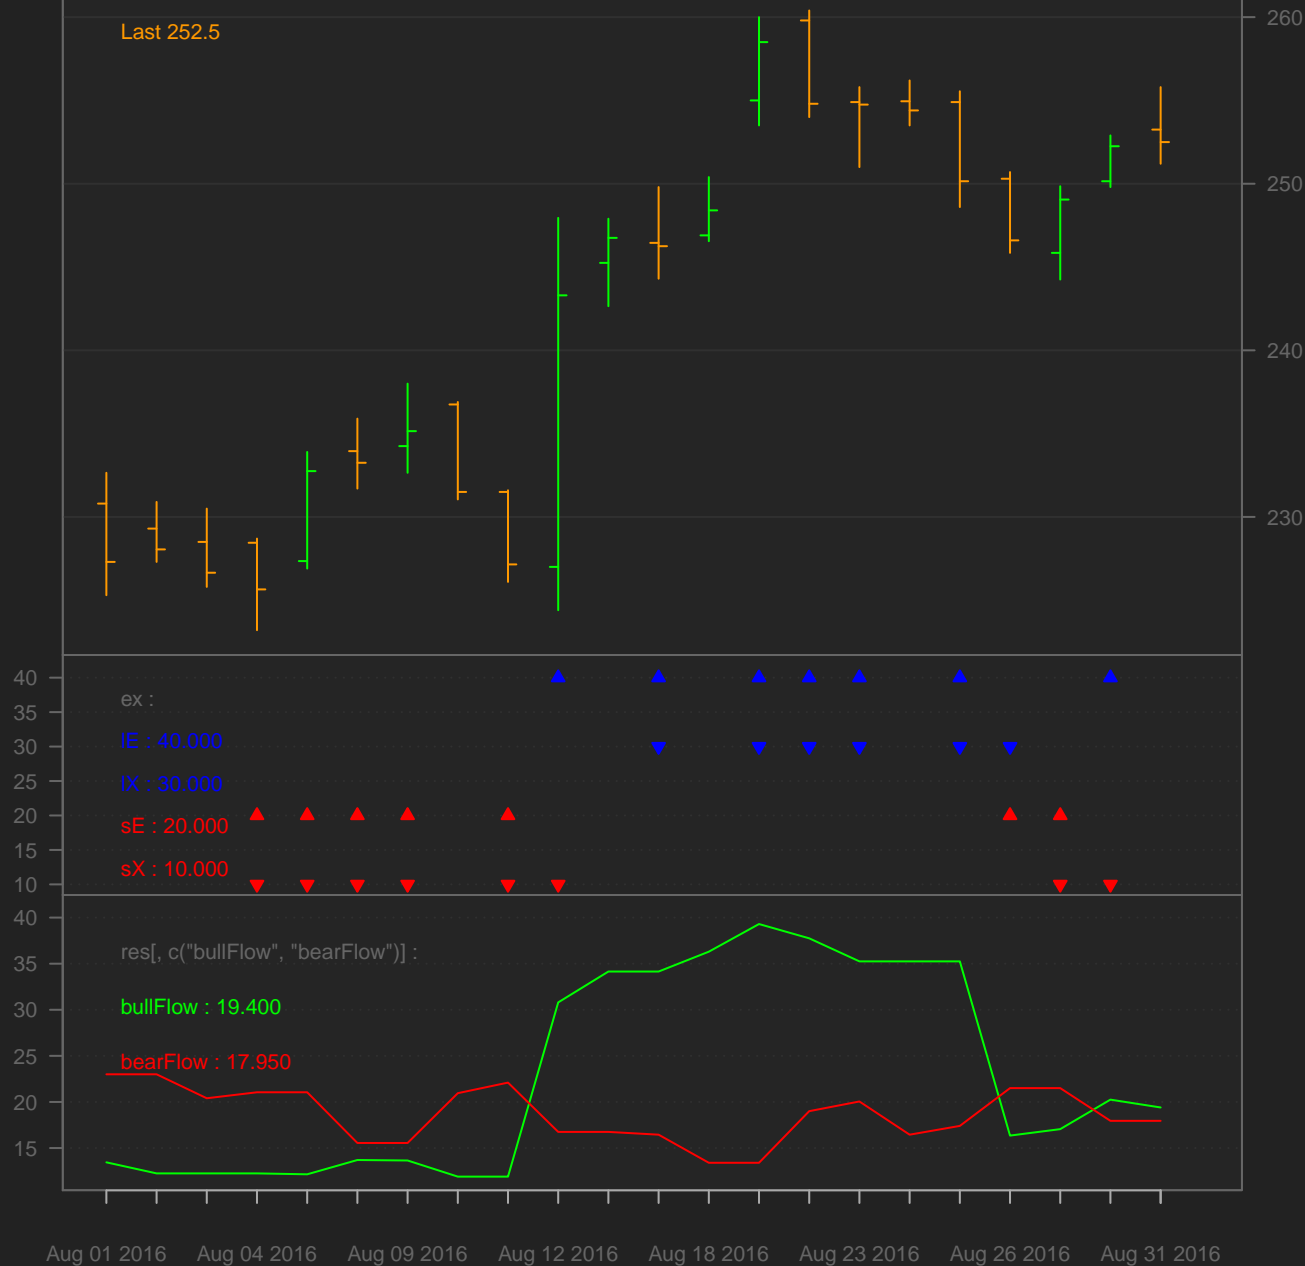 Last 252.5
260
250
240
230
40
35
30
25
20
15
10
ex :
lE : 40.000
lX : 30.000
sE : 20.000
sX : 10.000
40
35
30
25
20
15
res[, c("bullFlow", "bearFlow")] :
bullFlow : 19.400
bearFlow : 17.950
Aug 01 2016 Aug 04 2016 Aug 09 2016 Aug 12 2016 Aug 18 2016 Aug 23 2016 Aug 26 2016 Aug 31 2016